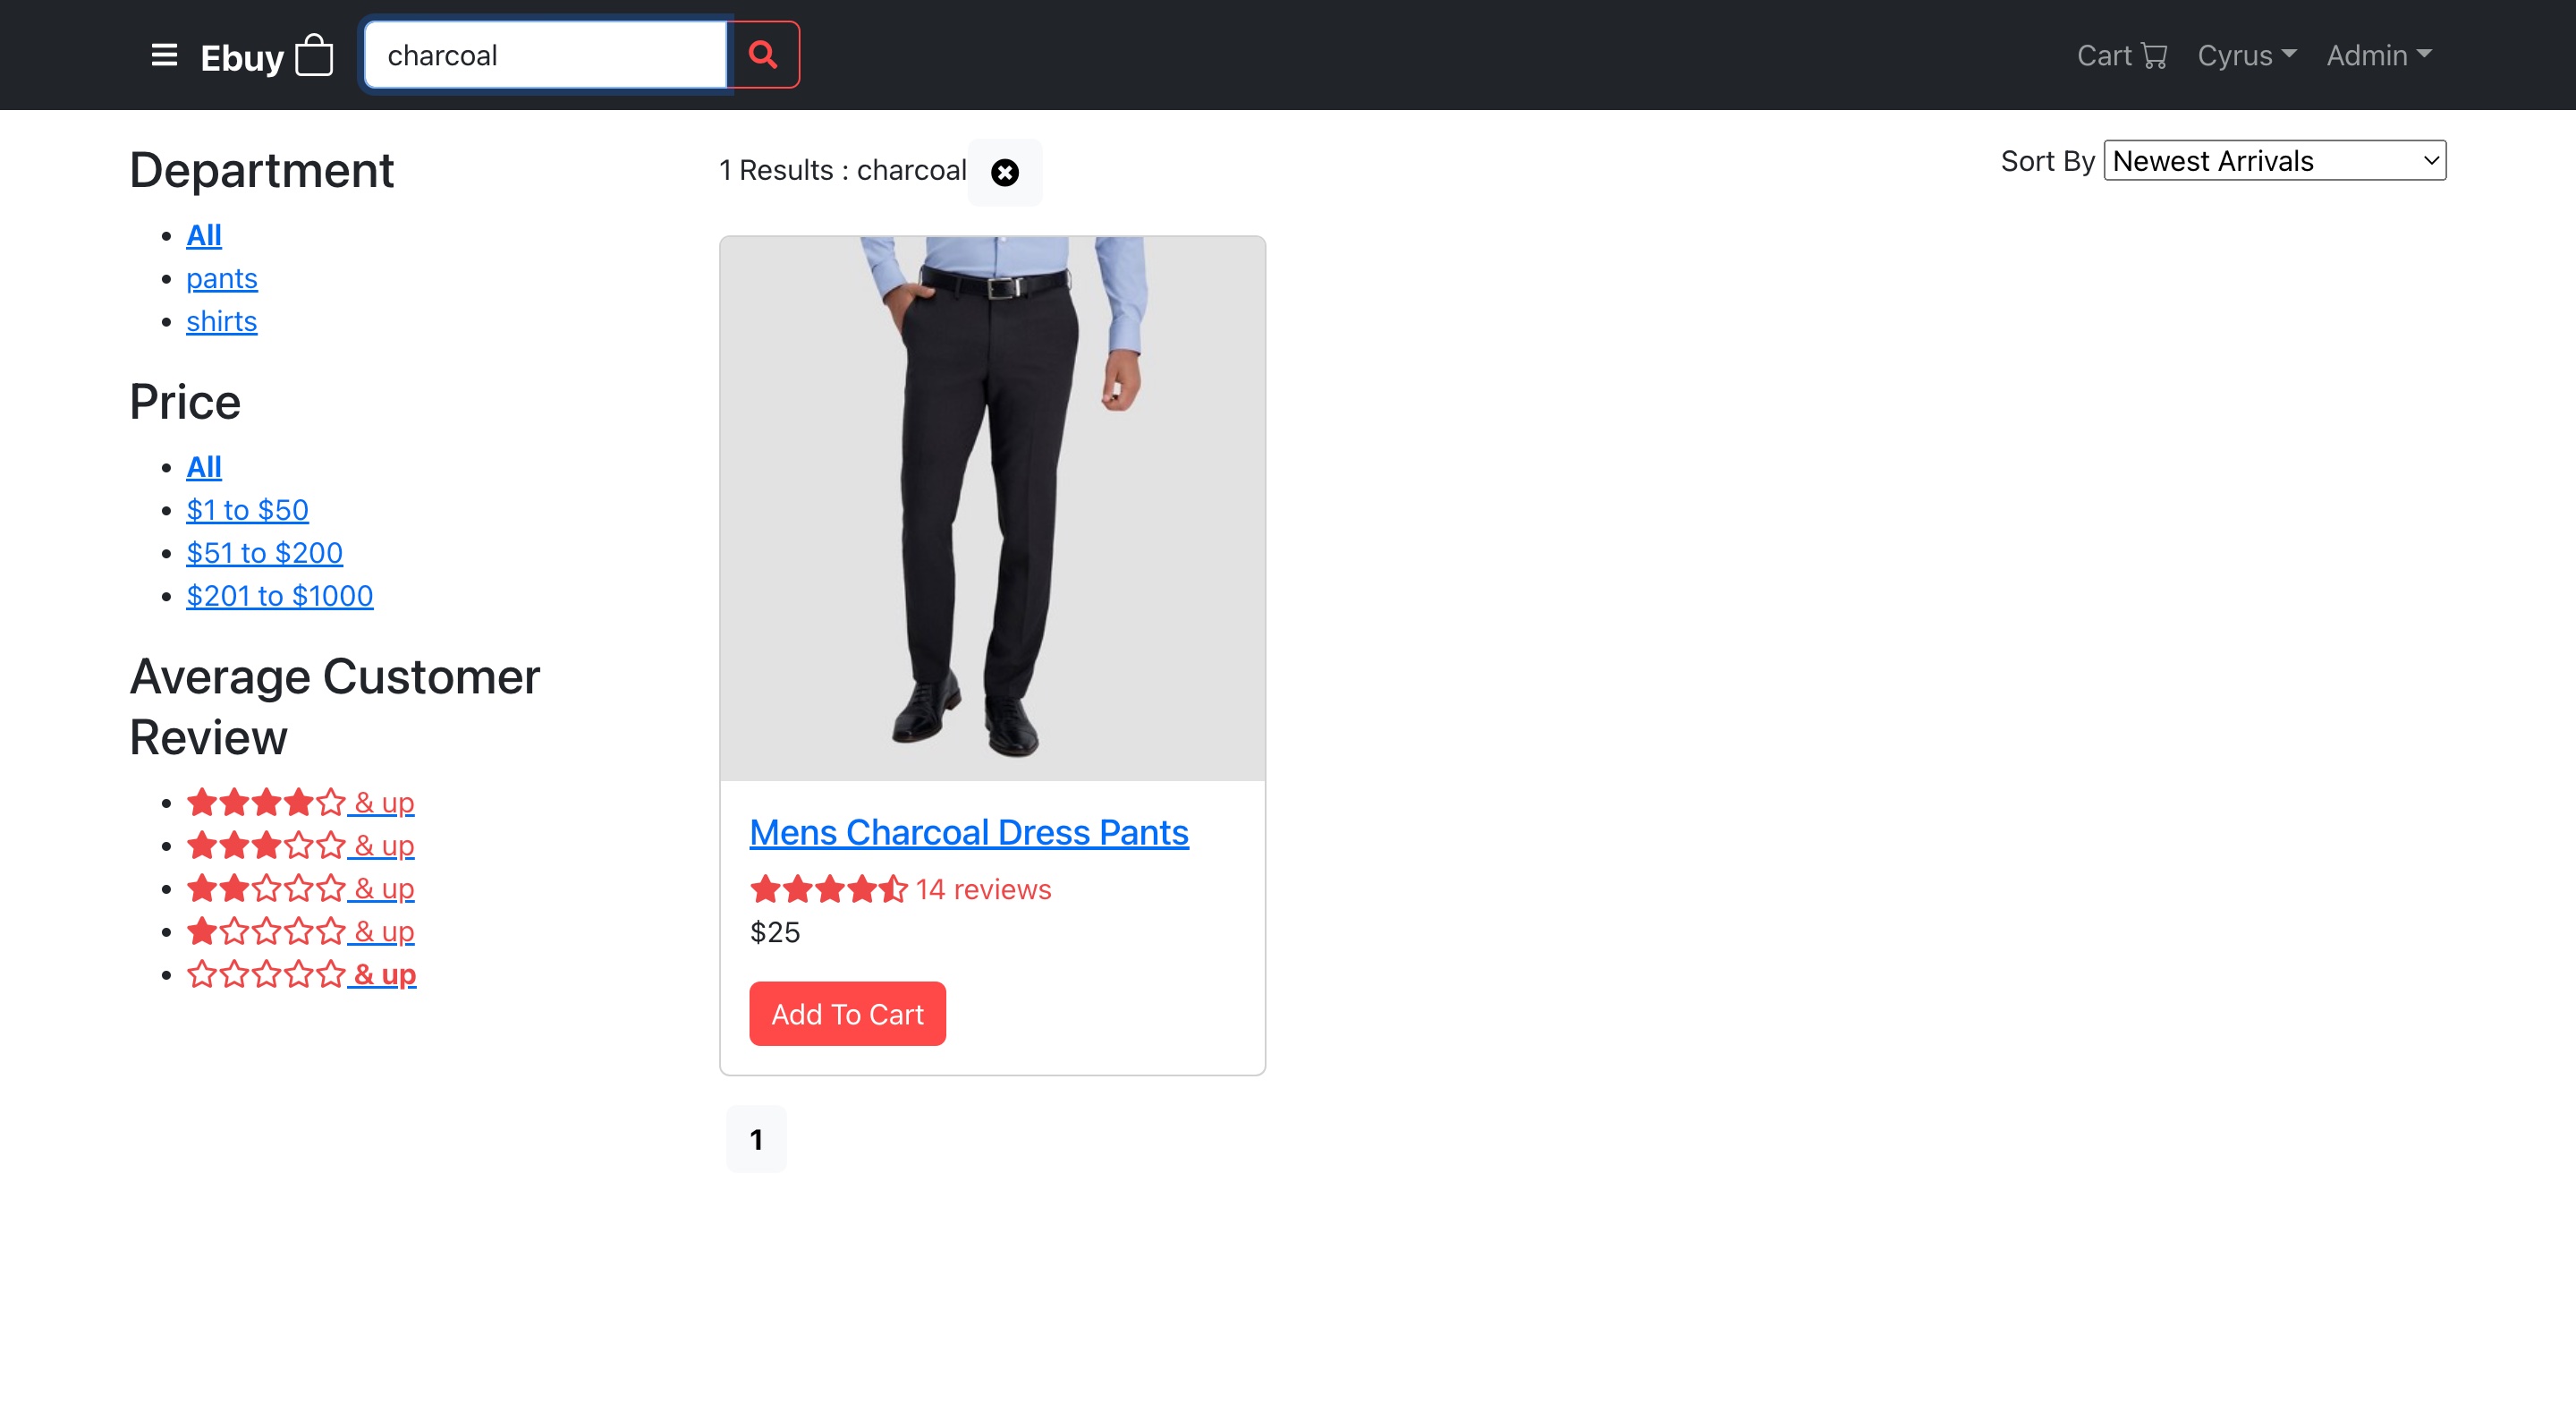 Ebuy charcoal Cart Cyrus Admin
Department
All
pants
shirts
Price
All
$1 to $50
$51 to $200
$201 to $1000
Average Customer
Review
& up
& up
& up
& up
& up
1 Results : charcoal
Sort By Newest Arrivals
Mens Charcoal Dress Pants
14 reviews
$25
Add To Cart
1